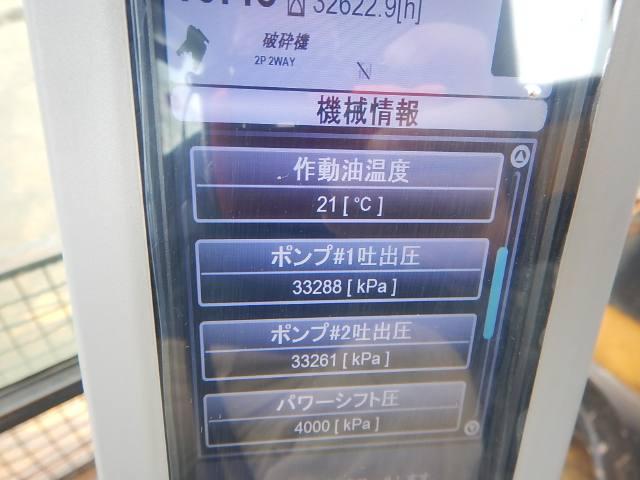 32622.9[h]
破砕機
2P 2WAY
N
機械情報
作動油温度
21 [ °C ]
ポンプ#1吐出圧
33288 [ kPa ]
ポンプ#2吐出圧
33261 [ kPa ]
パワーシフト圧
4000 [ kPa ]